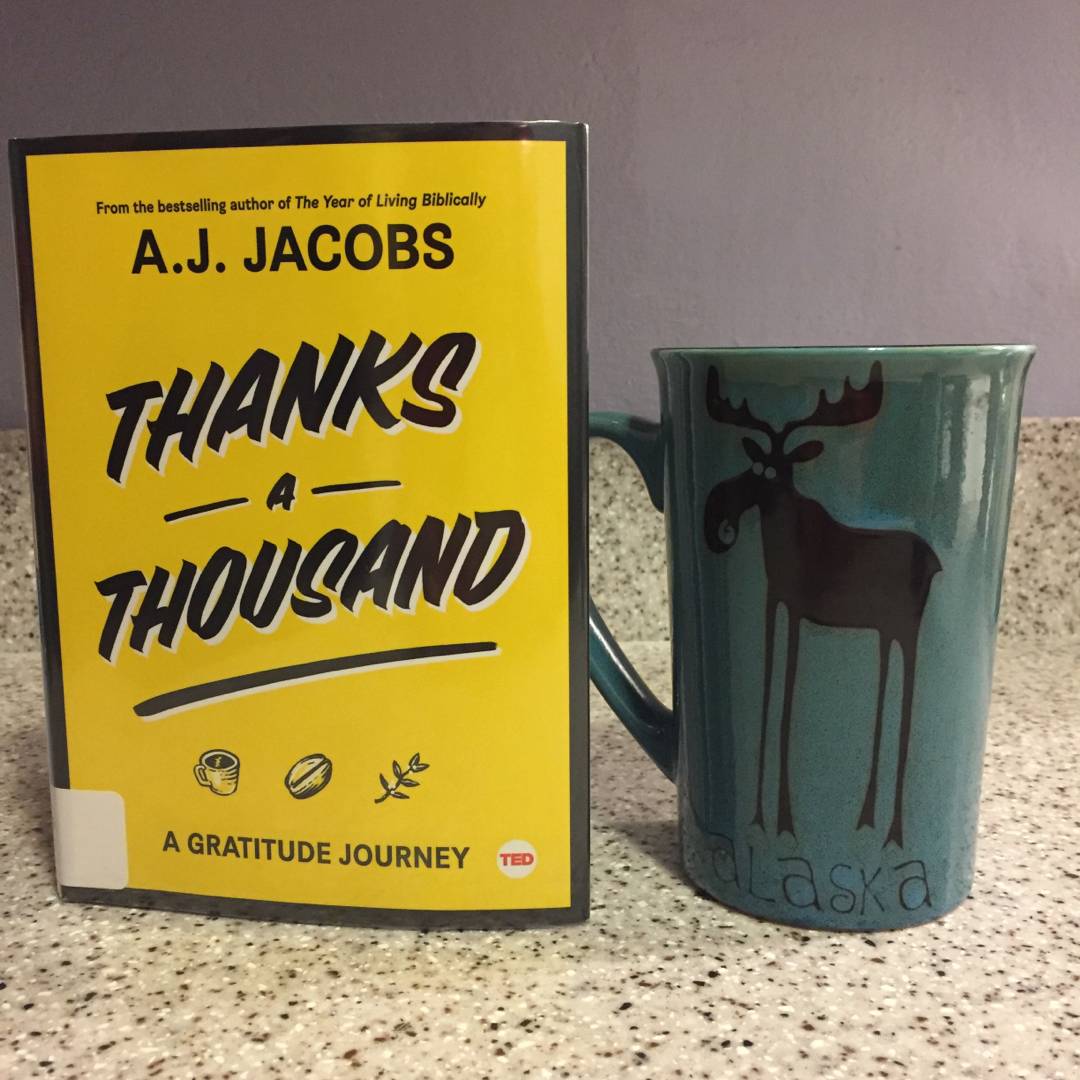 From the bestselling author of The Year of Living Biblically
A.J. JACOBS
THANKS
A
THOUSAND
A GRATITUDE JOURNEY
TED
aLaSKa